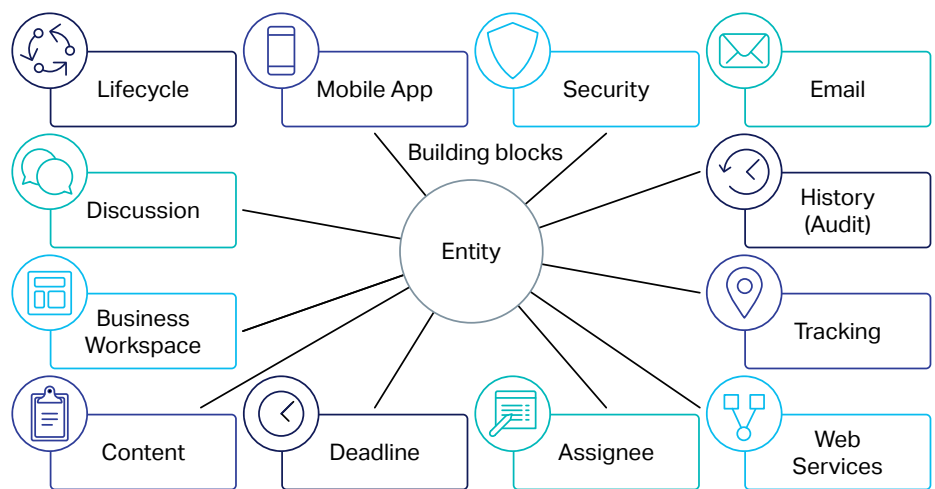 Lifecycle
Mobile App
Security
Email
Building blocks
Discussion
History
(Audit)
Entity
Business
Workspace
Tracking
Content
Deadline
Assignee
Web
Services